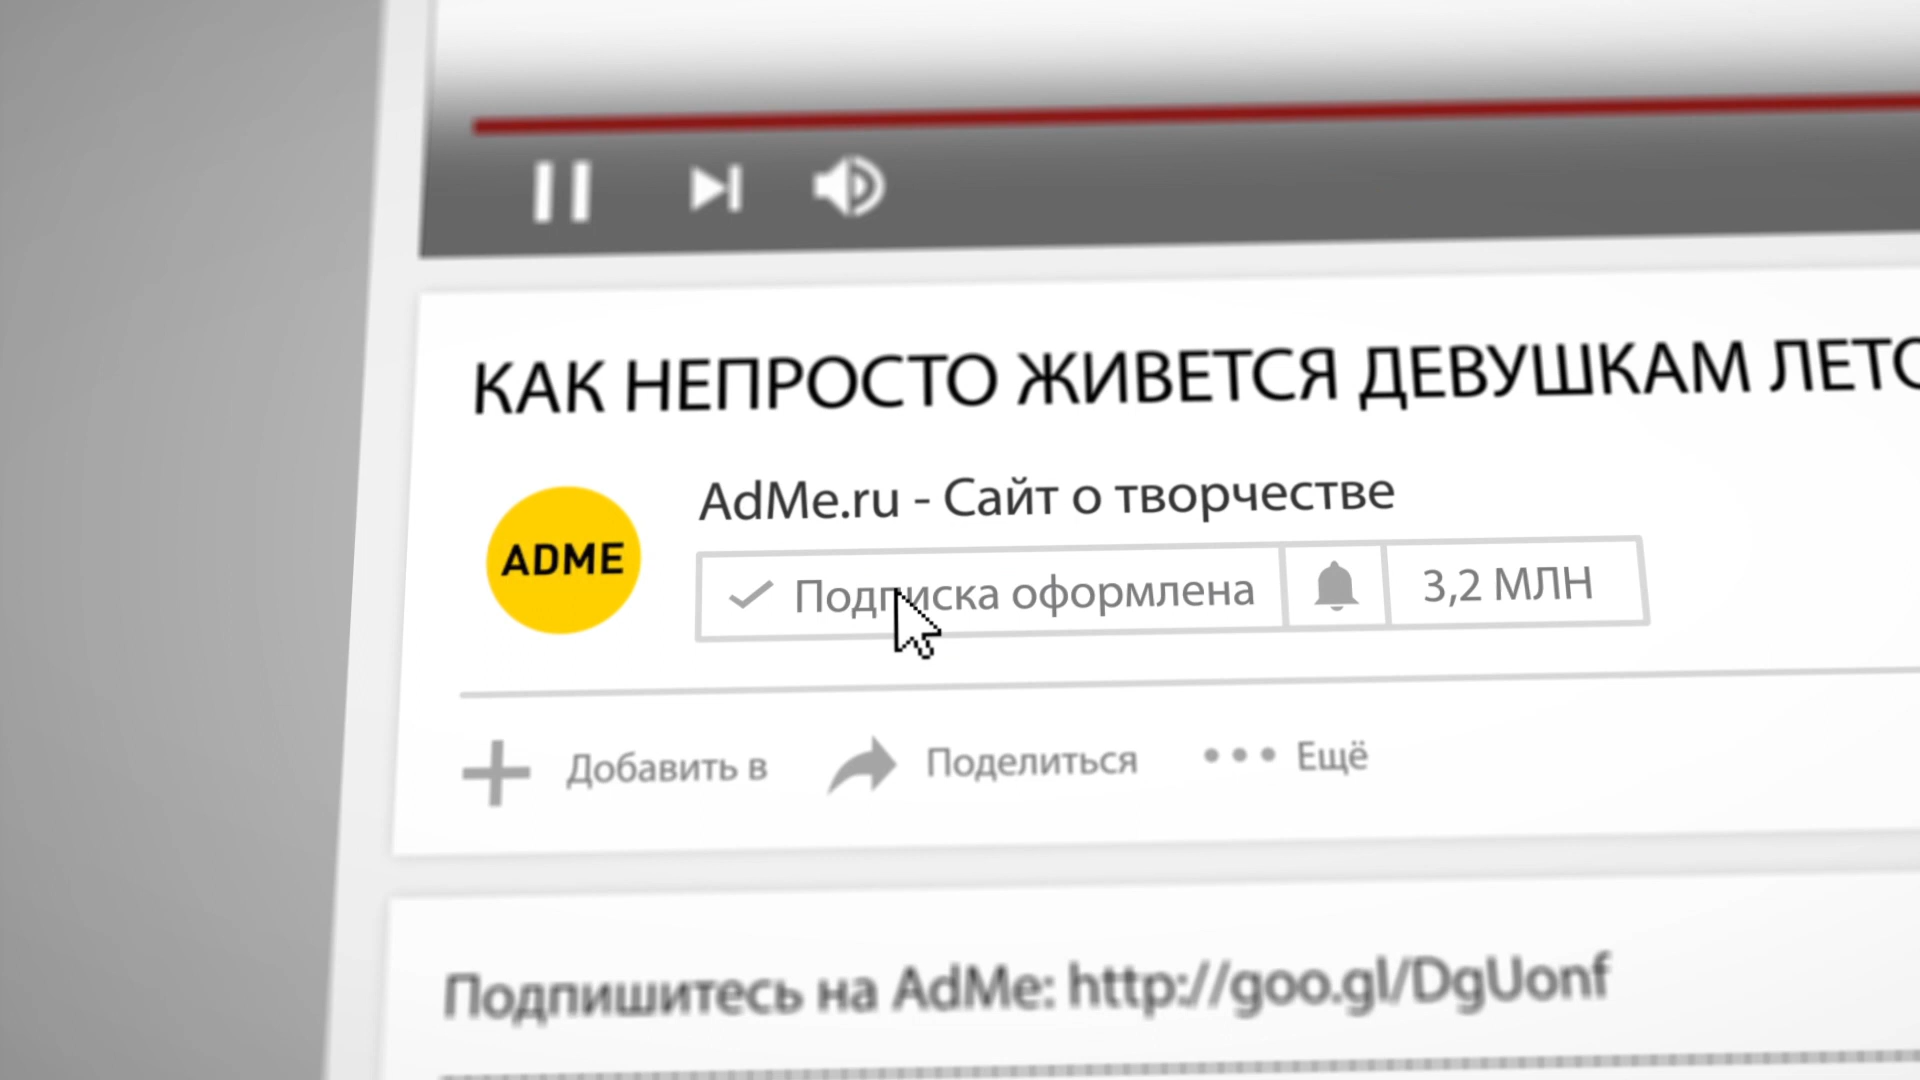 КАК НЕПРОСТО ЖИВЕТСЯ ДЕВУШКАМ
ADME
AdMe.ru - Сайт о творчестве
Подписка оформлена 3,2 МЛН
Добавить в Поделиться Ещё
Подпишитесь на AdMe: http://goo.gl/DgUonf